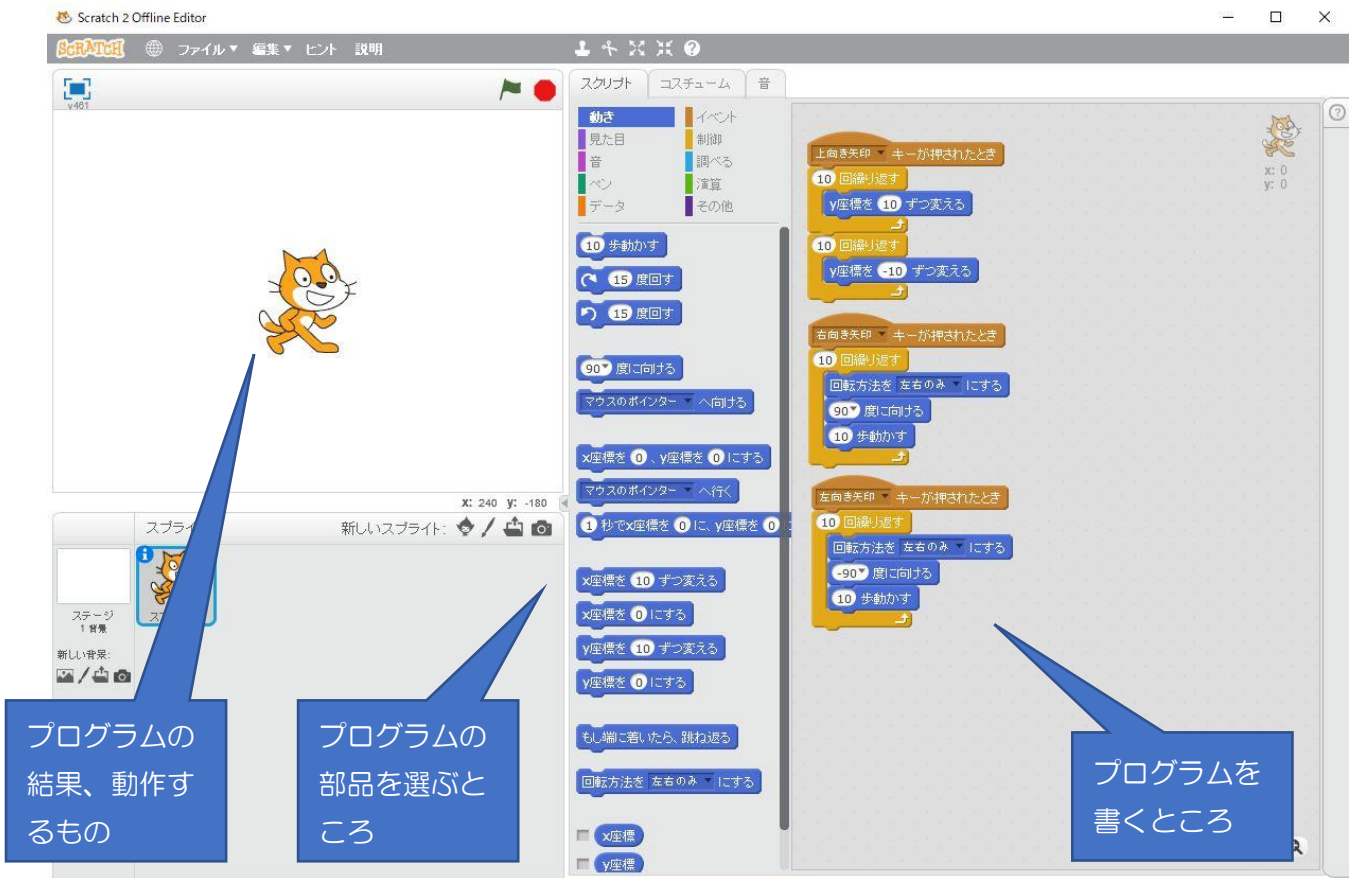 Scratch 2 Offline Editor
SCRATCH ファイル▼ 編集▼ ヒント 説明
v461
スクリプト コスチューム 音
動き イベント
見た目 制御
音 調べる
ペン 演算
データ その他
10 歩動かす
15 度回す
15 度回す
90▼ 度に向ける
マウスのポインター へ向ける
x座標を 0 、y座標を 0 にする
マウスのポインター へ行く
1 秒でx座標を 0 に、y座標を 0
x座標を 10 ずつ変える
x座標を 0 にする
y座標を 10 ずつ変える
y座標を 0 にする
もし端に着いたら、跳ね返る
回転方法を 左右のみ にする
x座標
y座標
上向き矢印 キーが押されたとき
10 回繰り返す
y座標を 10 ずつ変える
10 回繰り返す
y座標を -10 ずつ変える
右向き矢印 キーが押されたとき
10 回繰り返す
回転方法を 左右のみ にする
90▼ 度に向ける
10 歩動かす
左向き矢印 キーが押されたとき
10 回繰り返す
回転方法を 左右のみ にする
-90▼ 度に向ける
10 歩動かす
x: 0
y: 0
x: 240 y: -180
新しいスプライト:
ステージ
1 背景
新しい背景:
プログラムの
結果、動作す
るもの
プログラムの
部品を選ぶと
ころ
プログラムを
書くところ